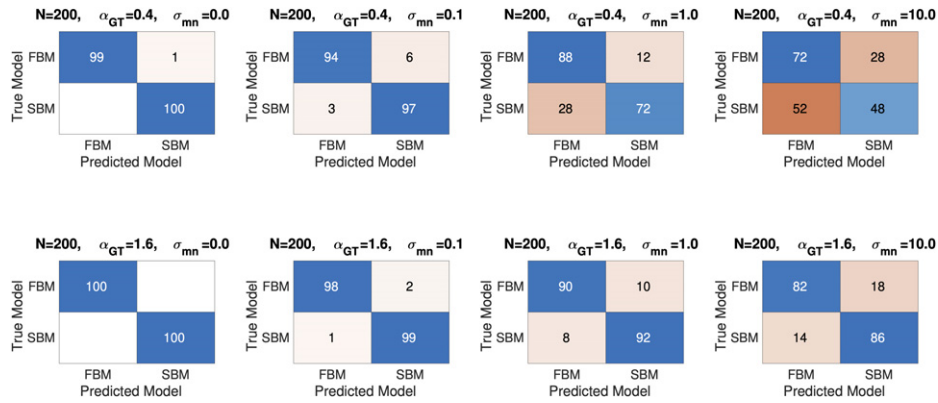 N=200, α_GT=0.4, σ_mn=0.0
True Model
FBM 99 1
SBM 100
FBM SBM
Predicted Model
N=200, α_GT=0.4, σ_mn=0.1
True Model
FBM 94 6
SBM 3 97
FBM SBM
Predicted Model
N=200, α_GT=0.4, σ_mn=1.0
True Model
FBM 88 12
SBM 28 72
FBM SBM
Predicted Model
N=200, α_GT=0.4, σ_mn=10.0
True Model
FBM 72 28
SBM 52 48
FBM SBM
Predicted Model
N=200, α_GT=1.6, σ_mn=0.0
True Model
FBM 100
SBM 100
FBM SBM
Predicted Model
N=200, α_GT=1.6, σ_mn=0.1
True Model
FBM 98 2
SBM 1 99
FBM SBM
Predicted Model
N=200, α_GT=1.6, σ_mn=1.0
True Model
FBM 90 10
SBM 8 92
FBM SBM
Predicted Model
N=200, α_GT=1.6, σ_mn=10.0
True Model
FBM 82 18
SBM 14 86
FBM SBM
Predicted Model